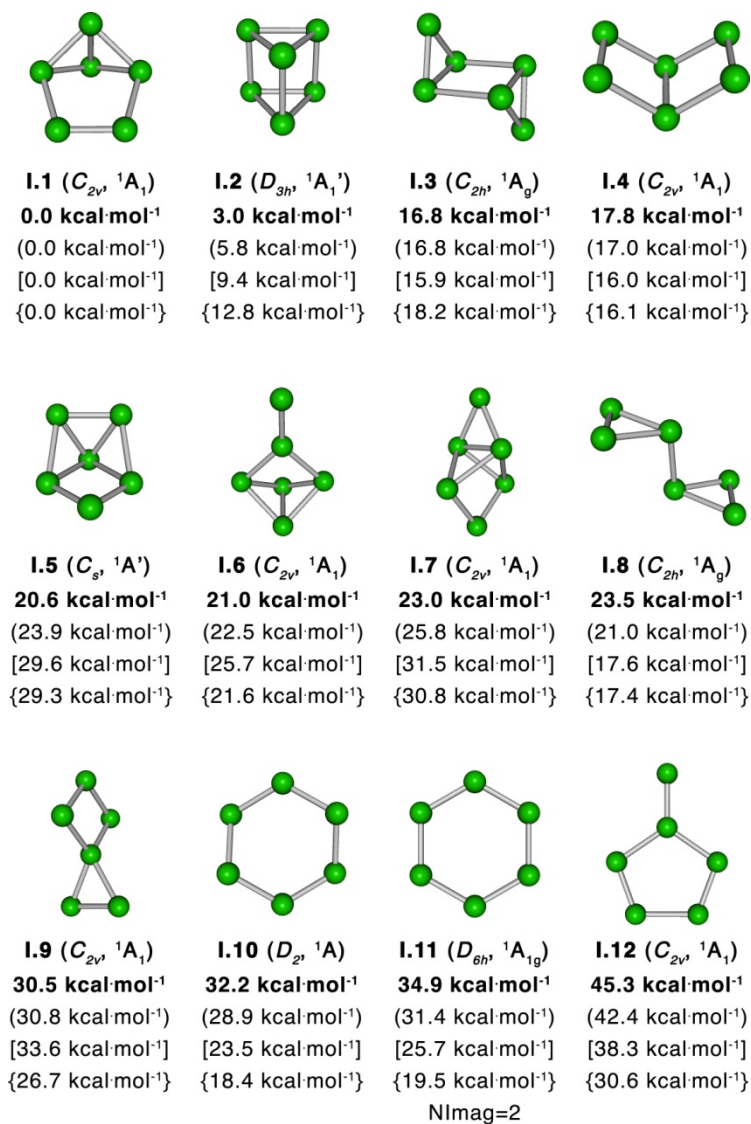 I.1 (C₂ᵥ, ¹A₁) I.2 (D₃ₕ, ¹A₁') I.3 (C₂ₕ, ¹A_g) I.4 (C₂ᵥ, ¹A₁)
0.0 kcal·mol⁻¹ 3.0 kcal·mol⁻¹ 16.8 kcal·mol⁻¹ 17.8 kcal·mol⁻¹
(0.0 kcal·mol⁻¹) (5.8 kcal·mol⁻¹) (16.8 kcal·mol⁻¹) (17.0 kcal·mol⁻¹)
[0.0 kcal·mol⁻¹] [9.4 kcal·mol⁻¹] [15.9 kcal·mol⁻¹] [16.0 kcal·mol⁻¹]
{0.0 kcal·mol⁻¹} {12.8 kcal·mol⁻¹} {18.2 kcal·mol⁻¹} {16.1 kcal·mol⁻¹}
I.5 (Cₛ, ¹A') I.6 (C₂ᵥ, ¹A₁) I.7 (C₂ᵥ, ¹A₁) I.8 (C₂ₕ, ¹A_g)
20.6 kcal·mol⁻¹ 21.0 kcal·mol⁻¹ 23.0 kcal·mol⁻¹ 23.5 kcal·mol⁻¹
(23.9 kcal·mol⁻¹) (22.5 kcal·mol⁻¹) (25.8 kcal·mol⁻¹) (21.0 kcal·mol⁻¹)
[29.6 kcal·mol⁻¹] [25.7 kcal·mol⁻¹] [31.5 kcal·mol⁻¹] [17.6 kcal·mol⁻¹]
{29.3 kcal·mol⁻¹} {21.6 kcal·mol⁻¹} {30.8 kcal·mol⁻¹} {17.4 kcal·mol⁻¹}
I.9 (C₂ᵥ, ¹A₁) I.10 (D₂, ¹A) I.11 (D₆ₕ, ¹A₁g) I.12 (C₂ᵥ, ¹A₁)
30.5 kcal·mol⁻¹ 32.2 kcal·mol⁻¹ 34.9 kcal·mol⁻¹ 45.3 kcal·mol⁻¹
(30.8 kcal·mol⁻¹) (28.9 kcal·mol⁻¹) (31.4 kcal·mol⁻¹) (42.4 kcal·mol⁻¹)
[33.6 kcal·mol⁻¹] [23.5 kcal·mol⁻¹] [25.7 kcal·mol⁻¹] [38.3 kcal·mol⁻¹]
{26.7 kcal·mol⁻¹} {18.4 kcal·mol⁻¹} {19.5 kcal·mol⁻¹} {30.6 kcal·mol⁻¹}
NImag=2